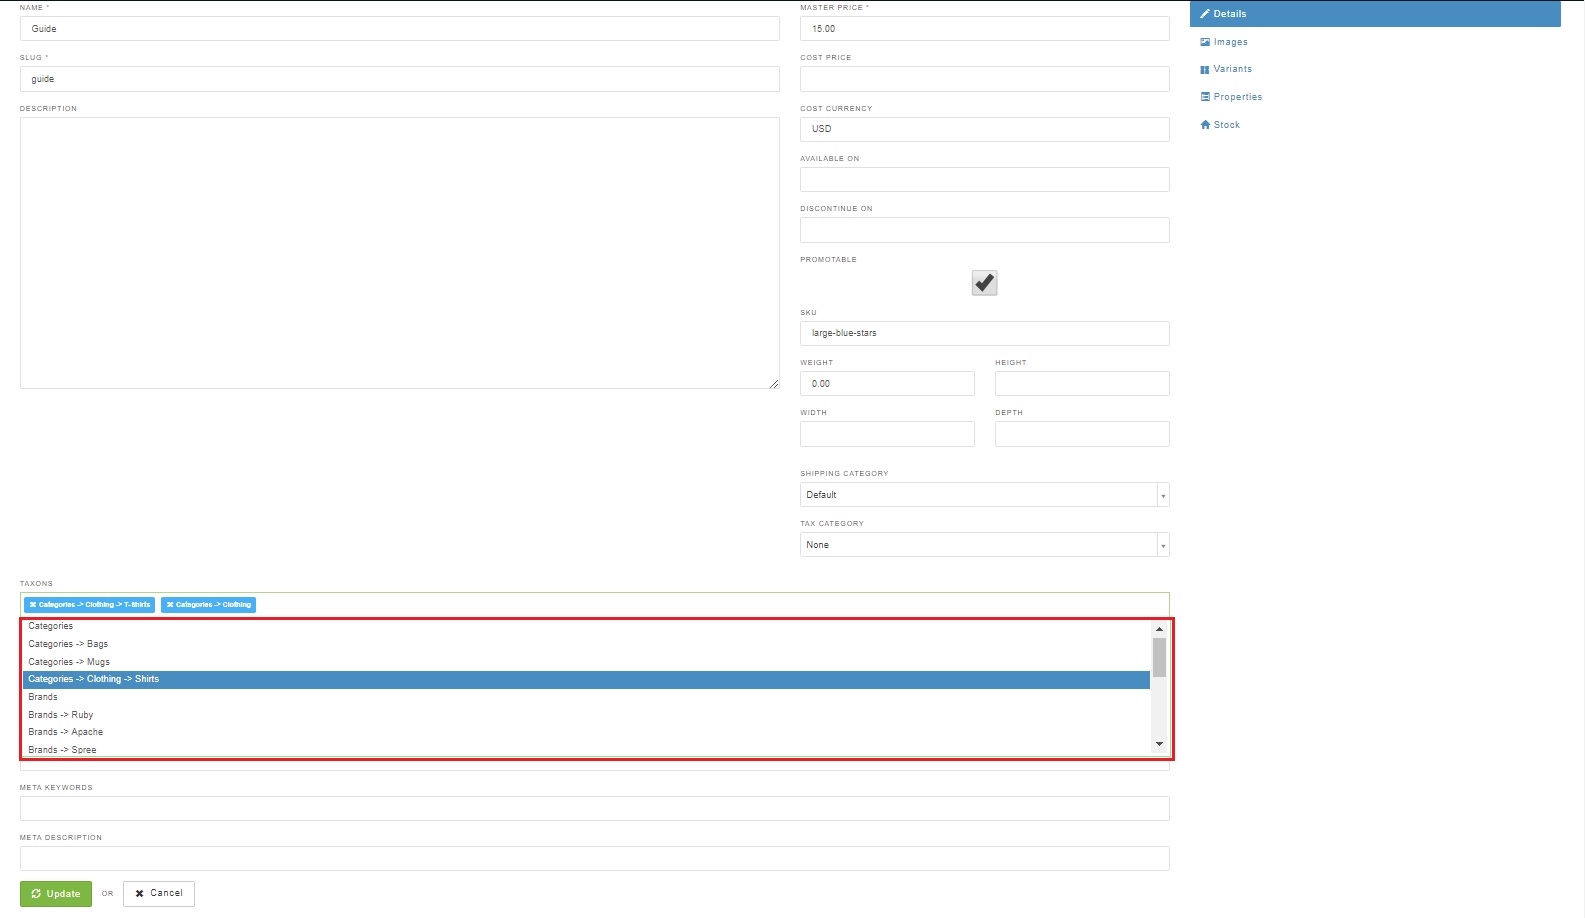 NAME *
Guide
SLUG *
guide
DESCRIPTION
MASTER PRICE *
15.00
COST PRICE
COST CURRENCY
USD
AVAILABLE ON
DISCONTINUE ON
PROMOTABLE
SKU
large-blue-stars
WEIGHT HEIGHT
0.00
WIDTH DEPTH
SHIPPING CATEGORY
Default
TAX CATEGORY
None
Details
Images
Variants
Properties
Stock
TAXONS
Categories -> Clothing -> T-Shirts Categories -> Clothing
Categories
Categories -> Bags
Categories -> Mugs
Categories -> Clothing -> Shirts
Brands
Brands -> Ruby
Brands -> Apache
Brands -> Spree
META KEYWORDS
META DESCRIPTION
Update OR Cancel